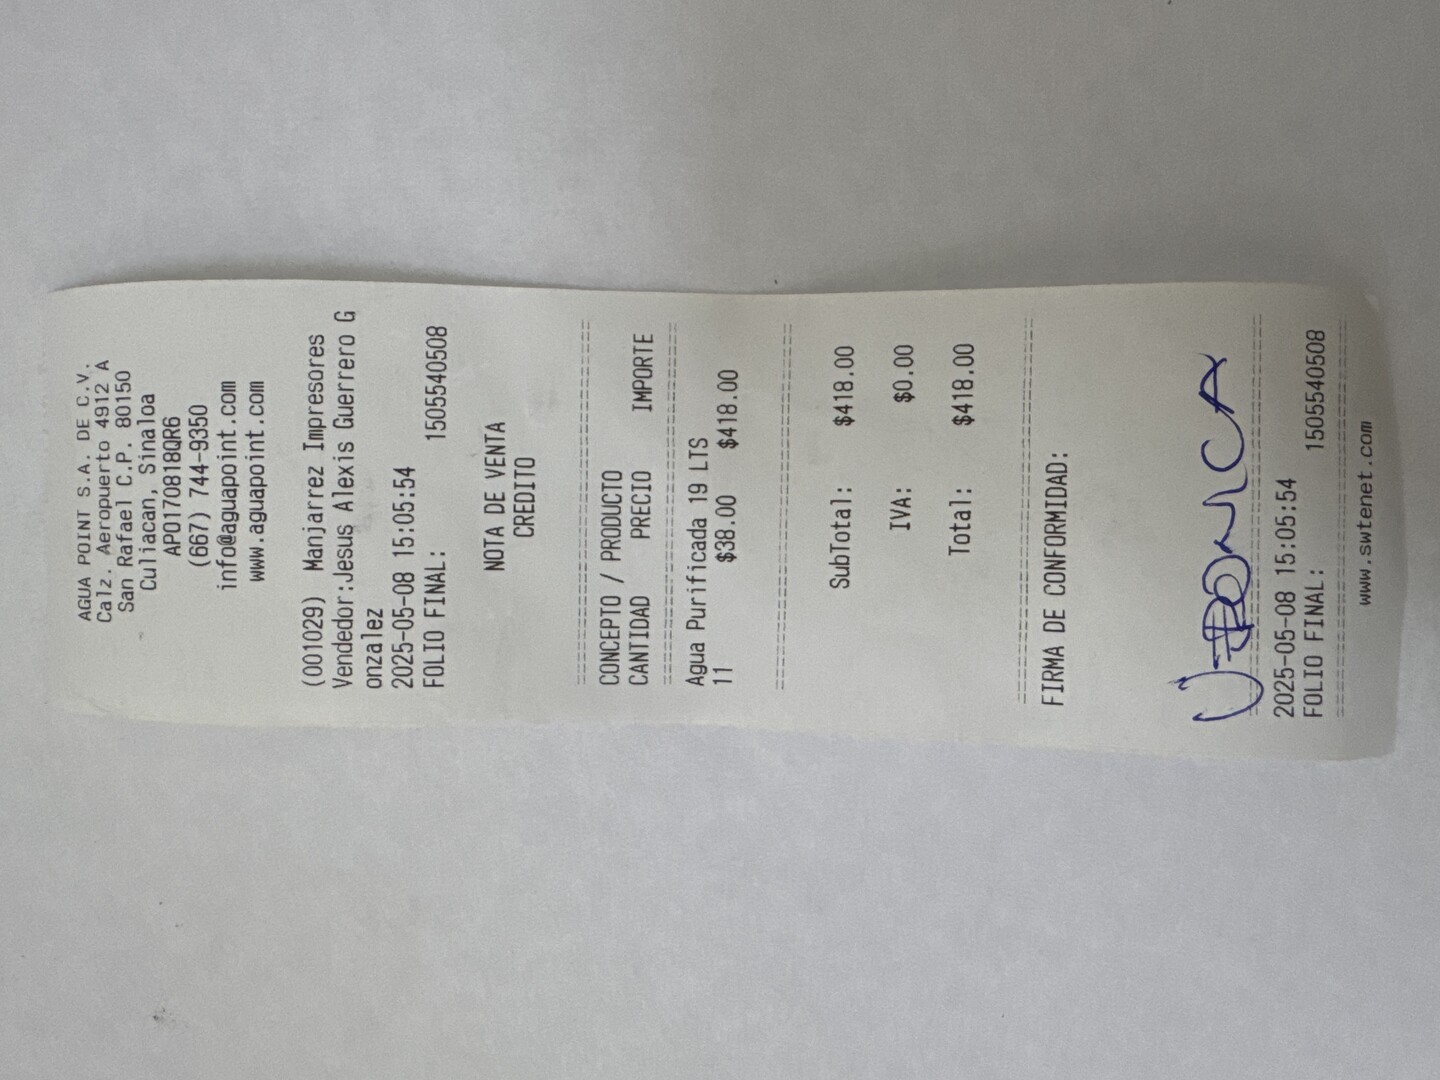 AGUA POINT S.A. DE C.V.
Calz. Aeropuerto 4912 A
San Rafael C.P. 80150
Culiacan, Sinaloa
APO170818QR6
(667) 744-9350
info@aguapoint.com
www.aguapoint.com
(001029) Manjarrez Impresores
Vendedor:Jesus Alexis Guerrero G
onzalez
2025-05-08 15:05:54
FOLIO FINAL: 1505540508
NOTA DE VENTA
CREDITO
CONCEPTO / PRODUCTO
CANTIDAD PRECIO IMPORTE
Agua Purificada 19 LTS
11 $38.00 $418.00
SubTotal: $418.00
IVA: $0.00
Total: $418.00
FIRMA DE CONFORMIDAD:
2025-05-08 15:05:54
FOLIO FINAL: 1505540508
www.swtenet.com